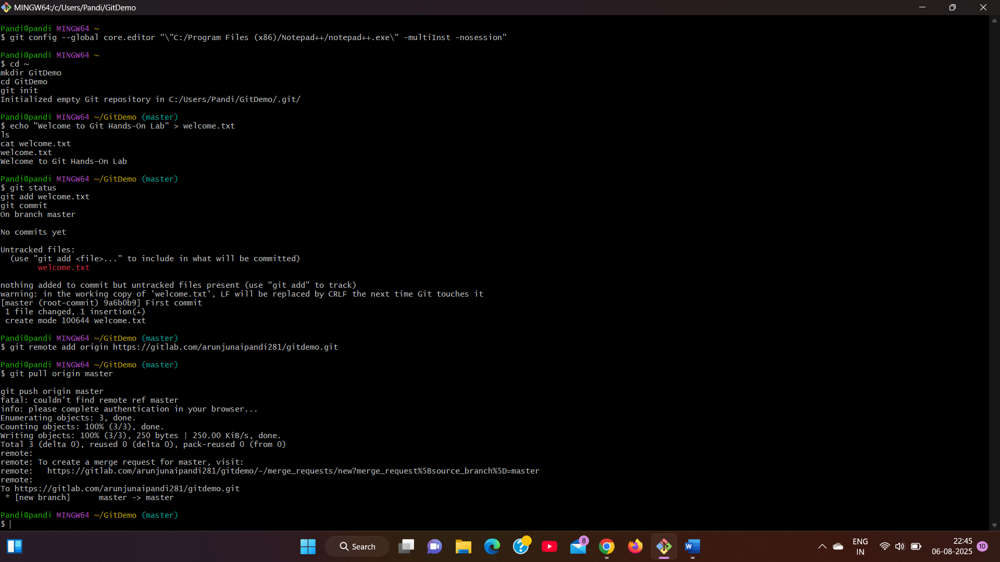 MINGW64:/c/Users/Pandi/GitDemo
Pandi@pandi MINGW64 ~
$ git config --global core.editor "\"C:/Program Files (x86)/Notepad++/notepad++.exe\" -multiInst -nosession"
Pandi@pandi MINGW64 ~
$ cd ~
mkdir GitDemo
cd GitDemo
git init
Initialized empty Git repository in C:/Users/Pandi/GitDemo/.git/
Pandi@pandi MINGW64 ~/GitDemo (master)
$ echo "Welcome to Git Hands-On Lab" > welcome.txt
ls
cat welcome.txt
welcome.txt
Welcome to Git Hands-On Lab
Pandi@pandi MINGW64 ~/GitDemo (master)
$ git status
git add welcome.txt
git commit
On branch master
No commits yet
Untracked files:
  (use "git add <file>..." to include in what will be committed)
        welcome.txt
nothing added to commit but untracked files present (use "git add" to track)
warning: in the working copy of 'welcome.txt', LF will be replaced by CRLF the next time Git touches it
[master (root-commit) 9a6b0b9] First commit
 1 file changed, 1 insertion(+)
 create mode 100644 welcome.txt
Pandi@pandi MINGW64 ~/GitDemo (master)
$ git remote add origin https://gitlab.com/arunjunaipandi281/gitdemo.git
Pandi@pandi MINGW64 ~/GitDemo (master)
$ git pull origin master
git push origin master
fatal: couldn't find remote ref master
info: please complete authentication in your browser...
Enumerating objects: 3, done.
Counting objects: 100% (3/3), done.
Writing objects: 100% (3/3), 250 bytes | 250.00 KiB/s, done.
Total 3 (delta 0), reused 0 (delta 0), pack-reused 0 (from 0)
remote:
remote: To create a merge request for master, visit:
remote:   https://gitlab.com/arunjunaipandi281/gitdemo/-/merge_requests/new?merge_request%5Bsource_branch%5D=master
remote:
To https://gitlab.com/arunjunaipandi281/gitdemo.git
 * [new branch]      master -> master
Pandi@pandi MINGW64 ~/GitDemo (master)
$
Search
8
W
ENG
IN
22:45
06-08-2025
10